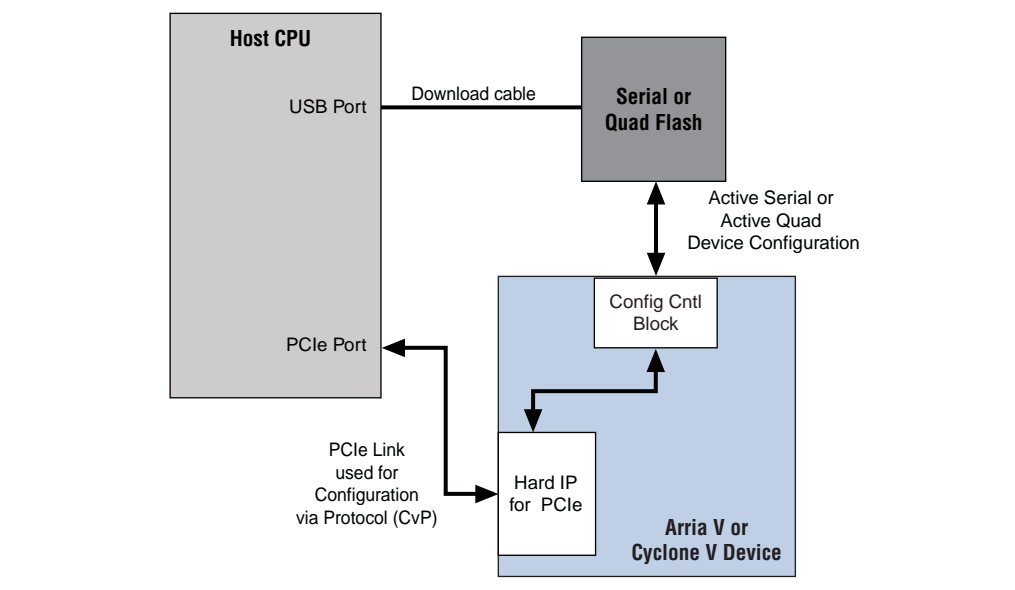 Host CPU
USB Port
Download cable
Serial or
Quad Flash
Active Serial or
Active Quad
Device Configuration
Config Cntl
Block
PCIe Port
PCIe Link
used for
Configuration
via Protocol (CvP)
Hard IP
for PCIe
Arria V or
Cyclone V Device